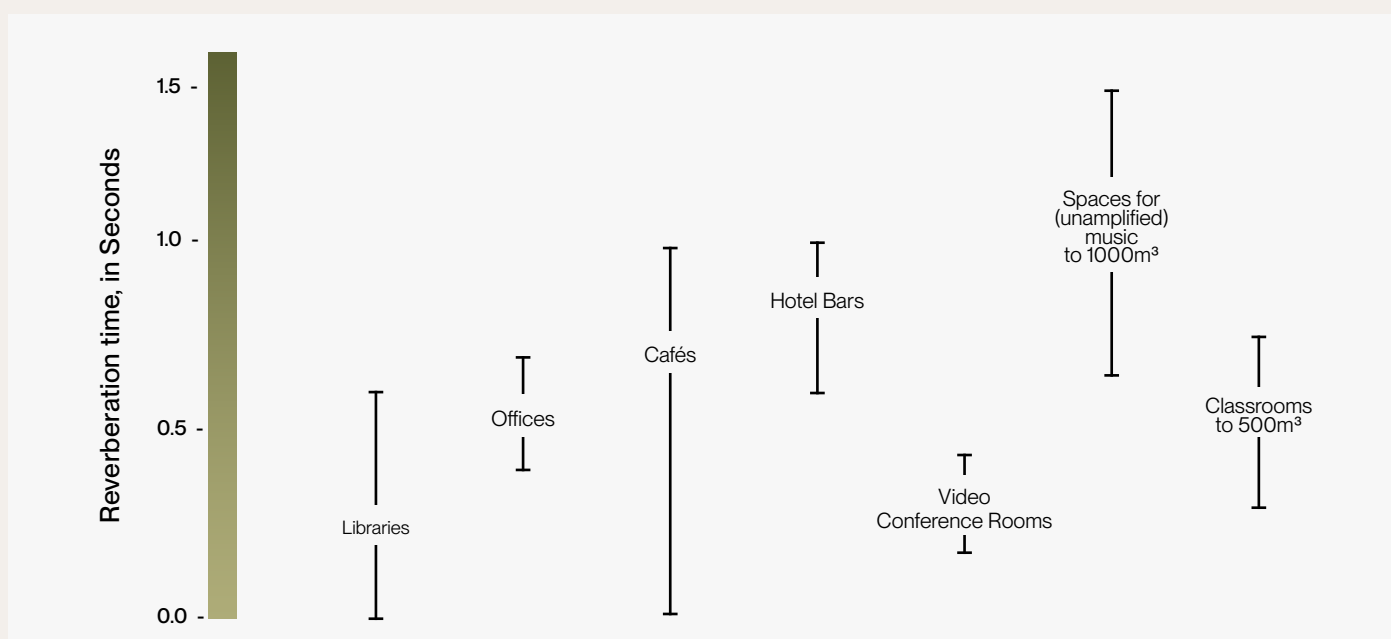 Reverberation time, in Seconds
1.5 -
1.0 -
0.5 -
0.0 -
Libraries
Offices
Cafés
Hotel Bars
Video
Conference Rooms
Spaces for
(unamplified)
music
to 1000m³
Classrooms
to 500m³